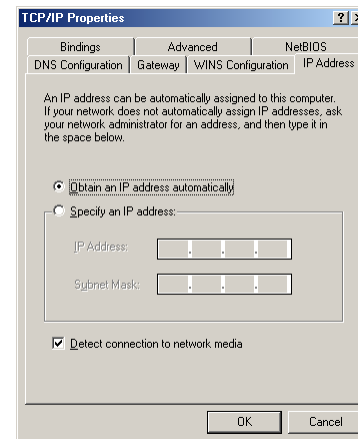 TCP/IP Properties
Bindings Advanced NetBIOS
DNS Configuration Gateway WINS Configuration IP Address
An IP address can be automatically assigned to this computer.
If your network does not automatically assign IP addresses, ask
your network administrator for an address, and then type it in
the space below.
Obtain an IP address automatically
Specify an IP address:
IP Address:
Subnet Mask:
Detect connection to network media
OK Cancel